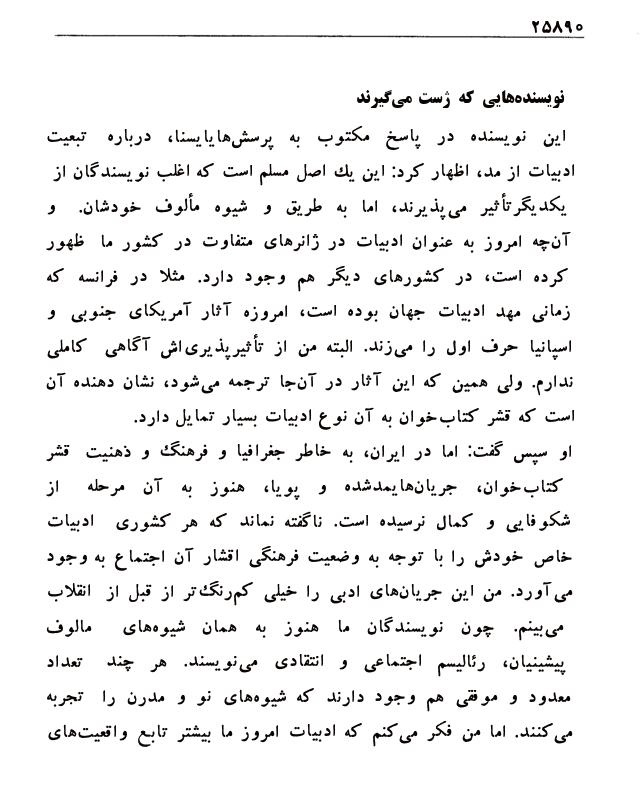 ۲۵۸۹۰
نویسنده‌هایی که ژست می‌گیرند
این نویسنده در پاسخ مکتوب به پرسش‌هایایسنا، درباره تبعیت
ادبیات از مد، اظهار کرد: این یك اصل مسلم است که اغلب نویسندگان از
یکدیگرتأثیر می‌پذیرند، اما به طریق و شیوه مألوف خودشان. و
آن‌چه امروز به عنوان ادبیات در ژانرهای متفاوت در کشور ما ظهور
کرده است، در کشورهای دیگر هم وجود دارد. مثلا در فرانسه که
زمانی مهد ادبیات جهان بوده است، امروزه آثار آمریکای جنوبی و
اسپانیا حرف اول را می‌زند. البته من از تأثیرپذیری‌اش آگاهی کاملی
ندارم. ولی همین که این آثار در آن‌جا ترجمه می‌شود، نشان دهنده آن
است که قشر کتاب‌خوان به آن نوع ادبیات بسیار تمایل دارد.
او سپس گفت: اما در ایران، به خاطر جغرافیا و فرهنگ و ذهنیت قشر
کتاب‌خوان، جریان‌هایمدشده و پویا، هنوز به آن مرحله از
شکوفایی و کمال نرسیده است. ناگفته نماند که هر کشوری ادبیات
خاص خودش را با توجه به وضعیت فرهنگی اقشار آن اجتماع به وجود
می‌آورد. من این جریان‌های ادبی را خیلی کم‌رنگ‌تر از قبل از انقلاب
می‌بینم. چون نویسندگان ما هنوز به همان شیوه‌های مالوف
پیشینیان، رئالیسم اجتماعی و انتقادی می‌نویسند. هر چند تعداد
معدود و موفقی هم وجود دارند که شیوه‌های نو و مدرن را تجربه
می‌کنند. اما من فکر می‌کنم که ادبیات امروز ما بیشتر تابع واقعیت‌های